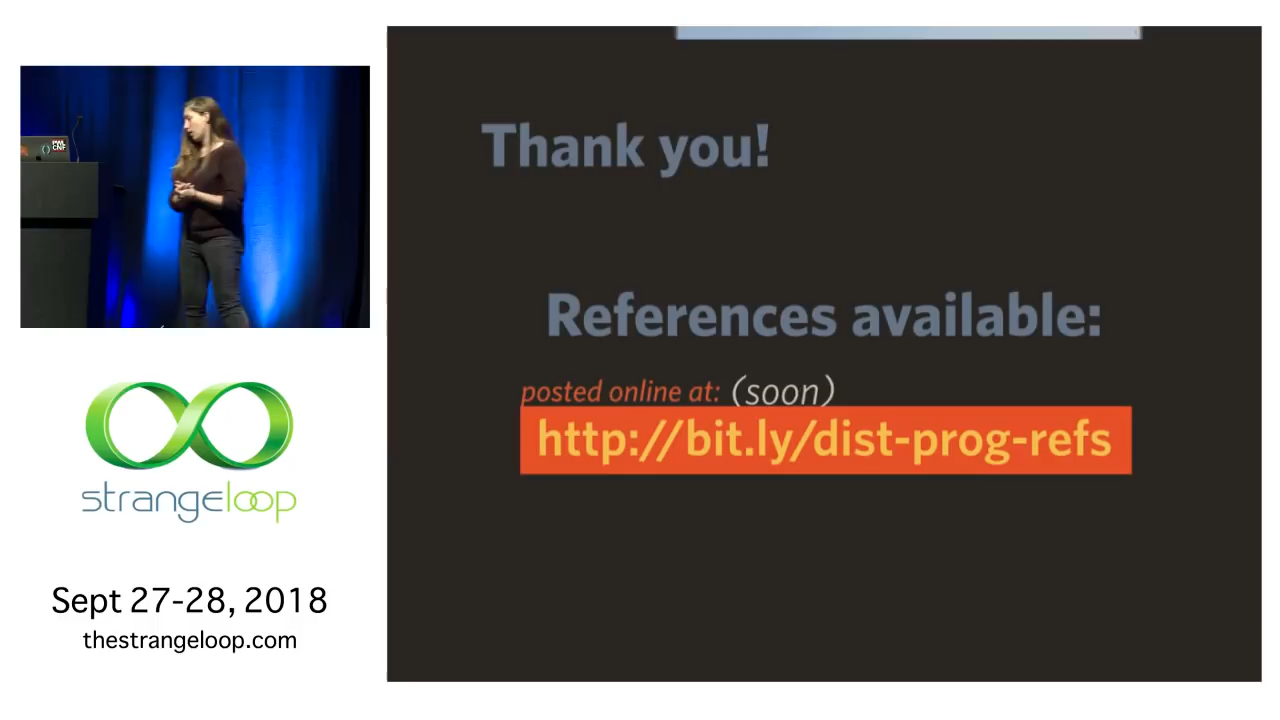 Thank you!
References available:
posted online at: (soon)
http://bit.ly/dist-prog-refs
strangeloop
Sept 27-28, 2018
thestrangeloop.com